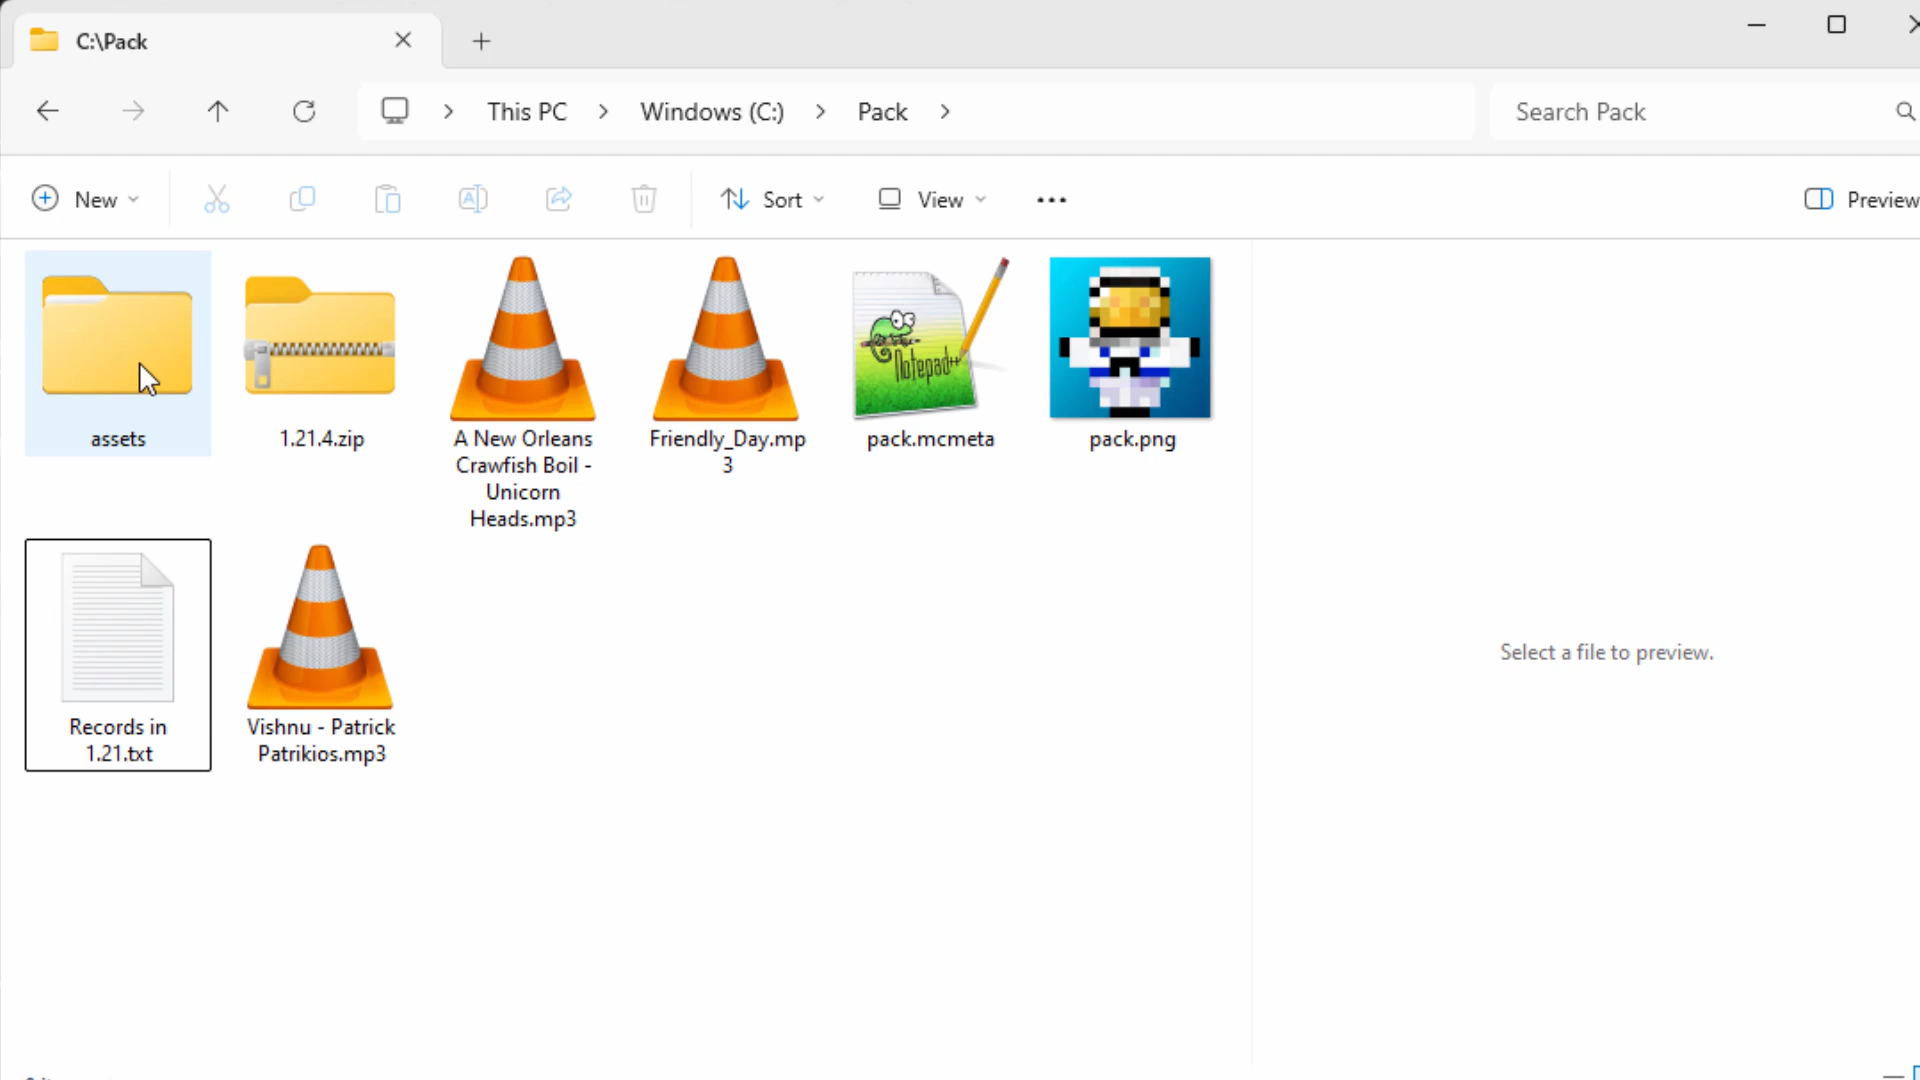 C:\Pack
This PC
Windows (C:)
Pack
Search Pack
New
Sort
View
Preview
Notepad++
assets
1.21.4.zip
A New Orleans
Crawfish Boil -
Unicorn
Heads.mp3
Friendly_Day.mp
3
pack.mcmeta
pack.png
Select a file to preview.
Records in
1.21.txt
Vishnu - Patrick
Patrikios.mp3